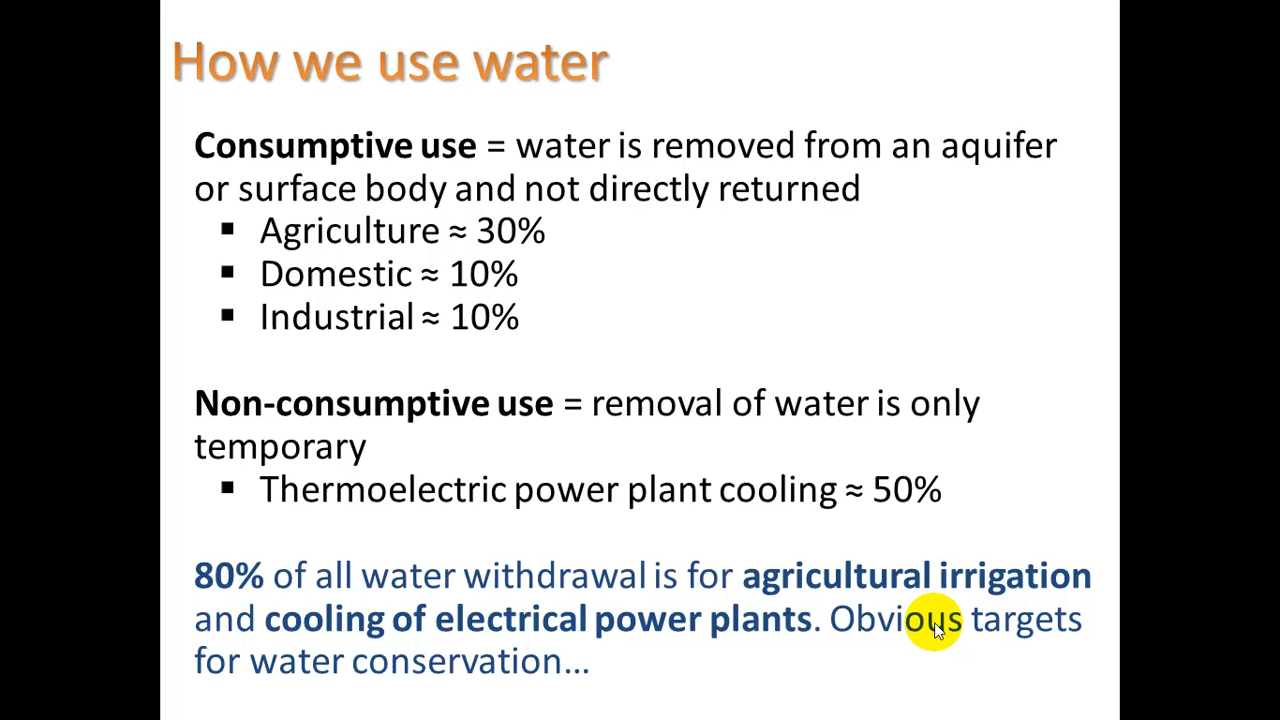 How we use water
Consumptive use = water is removed from an aquifer
or surface body and not directly returned
▪ Agriculture ≈ 30%
▪ Domestic ≈ 10%
▪ Industrial ≈ 10%
Non-consumptive use = removal of water is only
temporary
▪ Thermoelectric power plant cooling ≈ 50%
80% of all water withdrawal is for agricultural irrigation
and cooling of electrical power plants. Obvious targets
for water conservation…